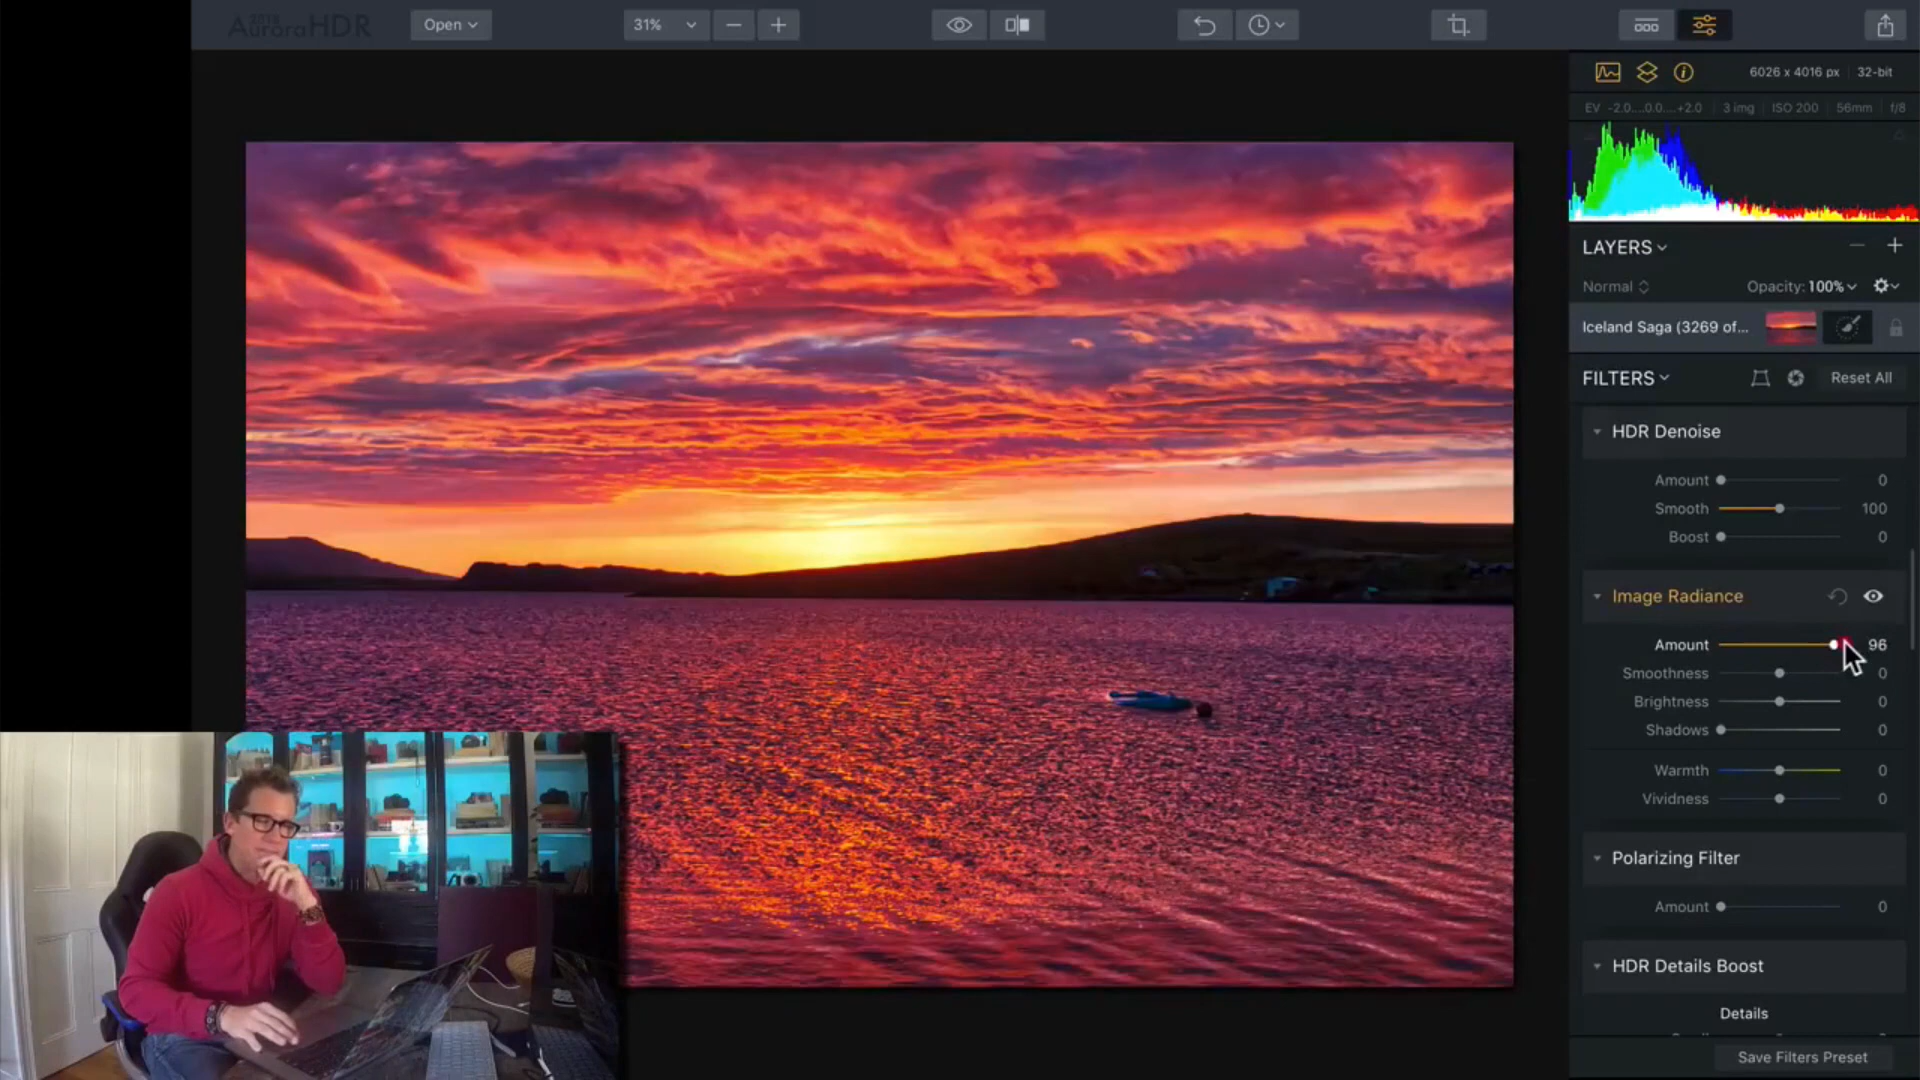 2018
AuroraHDR
Open
31%
6026 x 4016 px
32-bit
EV -2.0....0.0....+2.0
3 img
ISO 200
56mm
f/8
LAYERS
Normal
Opacity: 100%
Iceland Saga (3269 of...
FILTERS
Reset All
HDR Denoise
Amount 0
Smooth 100
Boost 0
Image Radiance
Amount 96
Smoothness 0
Brightness 0
Shadows 0
Warmth 0
Vividness 0
Polarizing Filter
Amount 0
HDR Details Boost
Details
Save Filters Preset